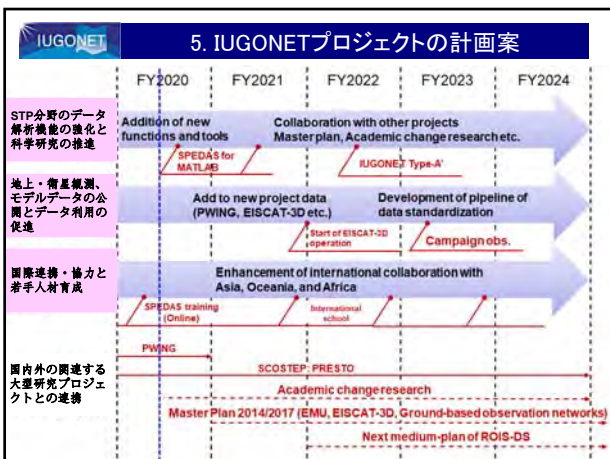 IUGONET
5. IUGONETプロジェクトの計画案
FY2020 FY2021 FY2022 FY2023 FY2024
STP分野のデータ
解析機能の強化と
科学研究の推進
Addition of new
functions and tools
Collaboration with other projects
Master plan, Academic change research etc.
SPEDAS for
MATLAB
IUGONET Type-A'
地上・衛星観測、
モデルデータの公
開とデータ利用の
促進
Add to new project data
(PWING, EISCAT-3D etc.)
Development of pipeline of
data standardization
Start of EISCAT-3D
operation
Campaign obs.
国際連携・協力と
若手人材育成
Enhancement of international collaboration with
Asia, Oceania, and Africa
SPEDAS training
(Online)
International
school
国内外の関連する
大型研究プロジェ
クトとの連携
PWING
SCOSTEP: PRESTO
Academic change research
Master Plan 2014/2017 (EMU, EISCAT-3D, Ground-based observation networks)
Next medium-plan of ROIS-DS